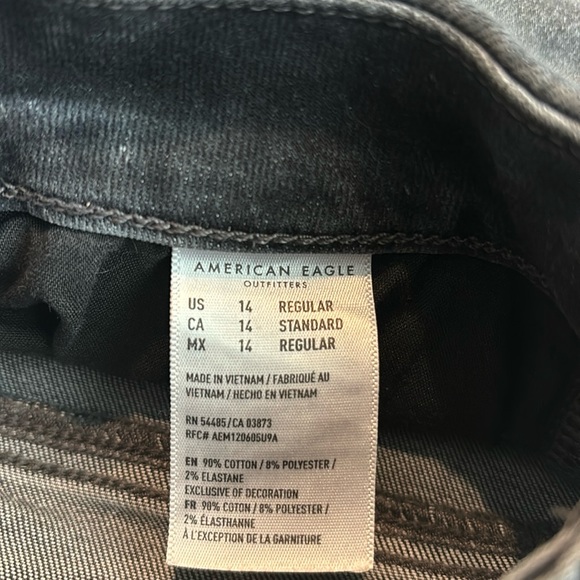 AMERICAN EAGLE
OUTFITTERS
US 14 REGULAR
CA 14 STANDARD
MX 14 REGULAR
MADE IN VIETNAM / FABRIQUÉ AU
VIETNAM / HECHO EN VIETNAM
RN 54485/CA 03873
RFC# AEM120605U9A
EN 90% COTTON / 8% POLYESTER /
2% ELASTANE
EXCLUSIVE OF DECORATION
FR 90% COTON / 8% POLYESTER /
2% ÉLASTHANNE
À L'EXCEPTION DE LA GARNITURE